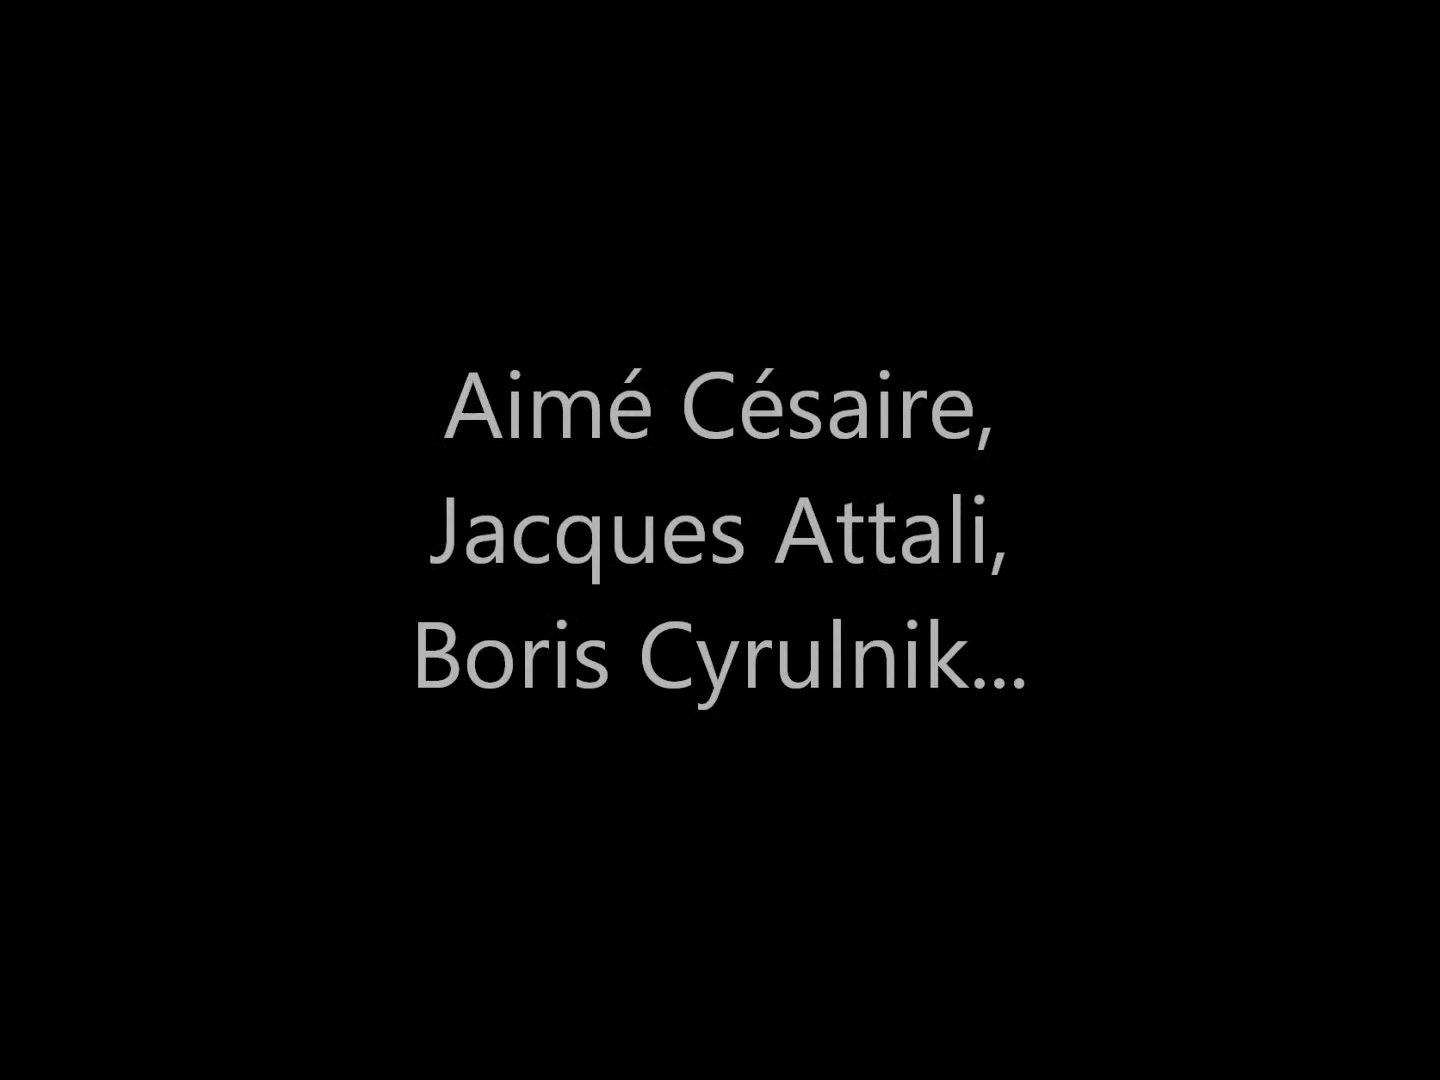 Aimé Césaire,
Jacques Attali,
Boris Cyrulnik...